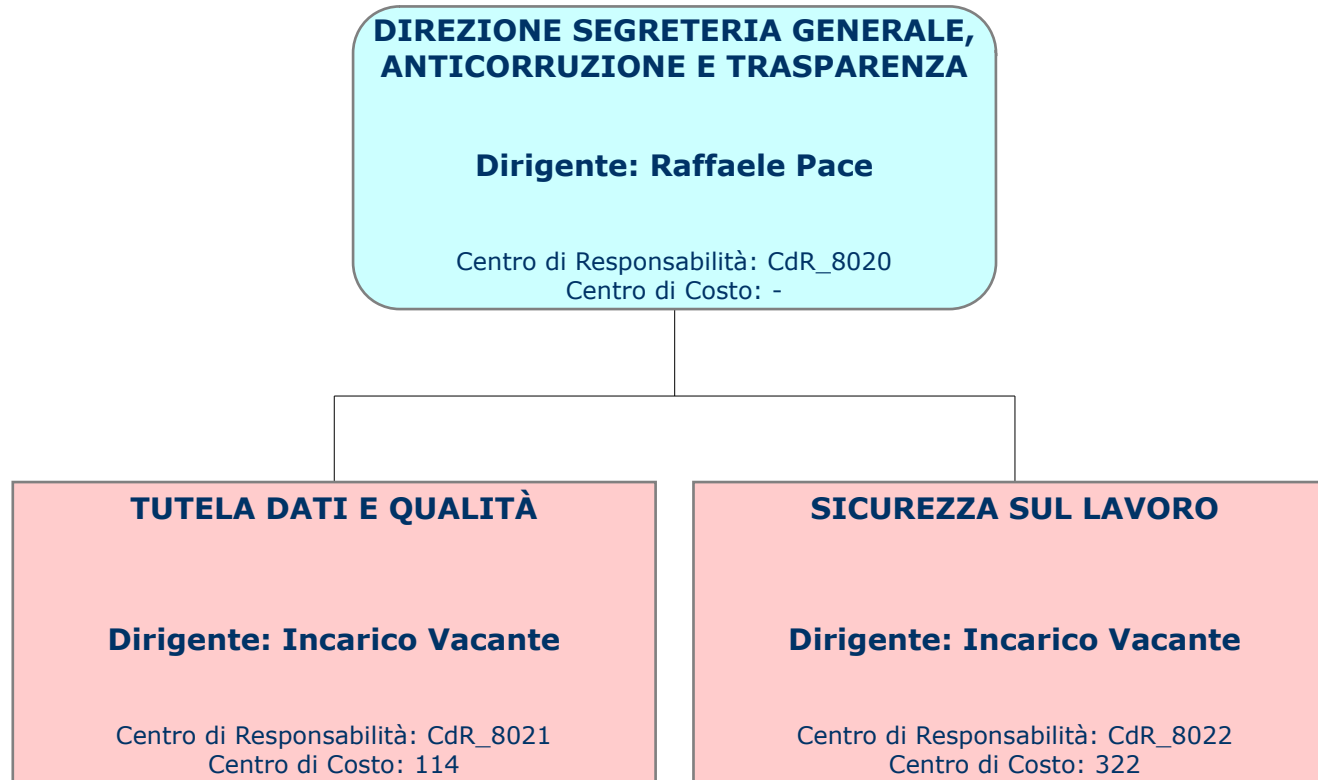 DIREZIONE SEGRETERIA GENERALE,
ANTICORRUZIONE E TRASPARENZA
Dirigente: Raffaele Pace
Centro di Responsabilità: CdR_8020
Centro di Costo: -
TUTELA DATI E QUALITÀ
Dirigente: Incarico Vacante
Centro di Responsabilità: CdR_8021
Centro di Costo: 114
SICUREZZA SUL LAVORO
Dirigente: Incarico Vacante
Centro di Responsabilità: CdR_8022
Centro di Costo: 322